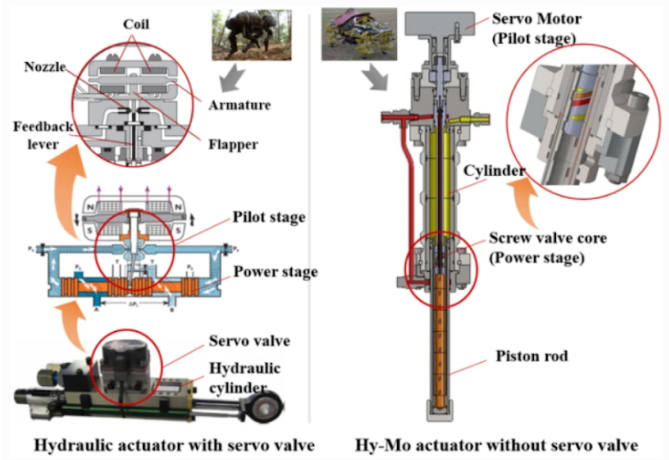 Coil
Nozzle
Armature
Feedback
lever
Flapper
N
N
S
S
Pilot stage
Power stage
A
B
Servo valve
Hydraulic
cylinder
Hydraulic actuator with servo valve
Servo Motor
(Pilot stage)
Cylinder
Screw valve core
(Power stage)
Piston rod
Hy-Mo actuator without servo valve